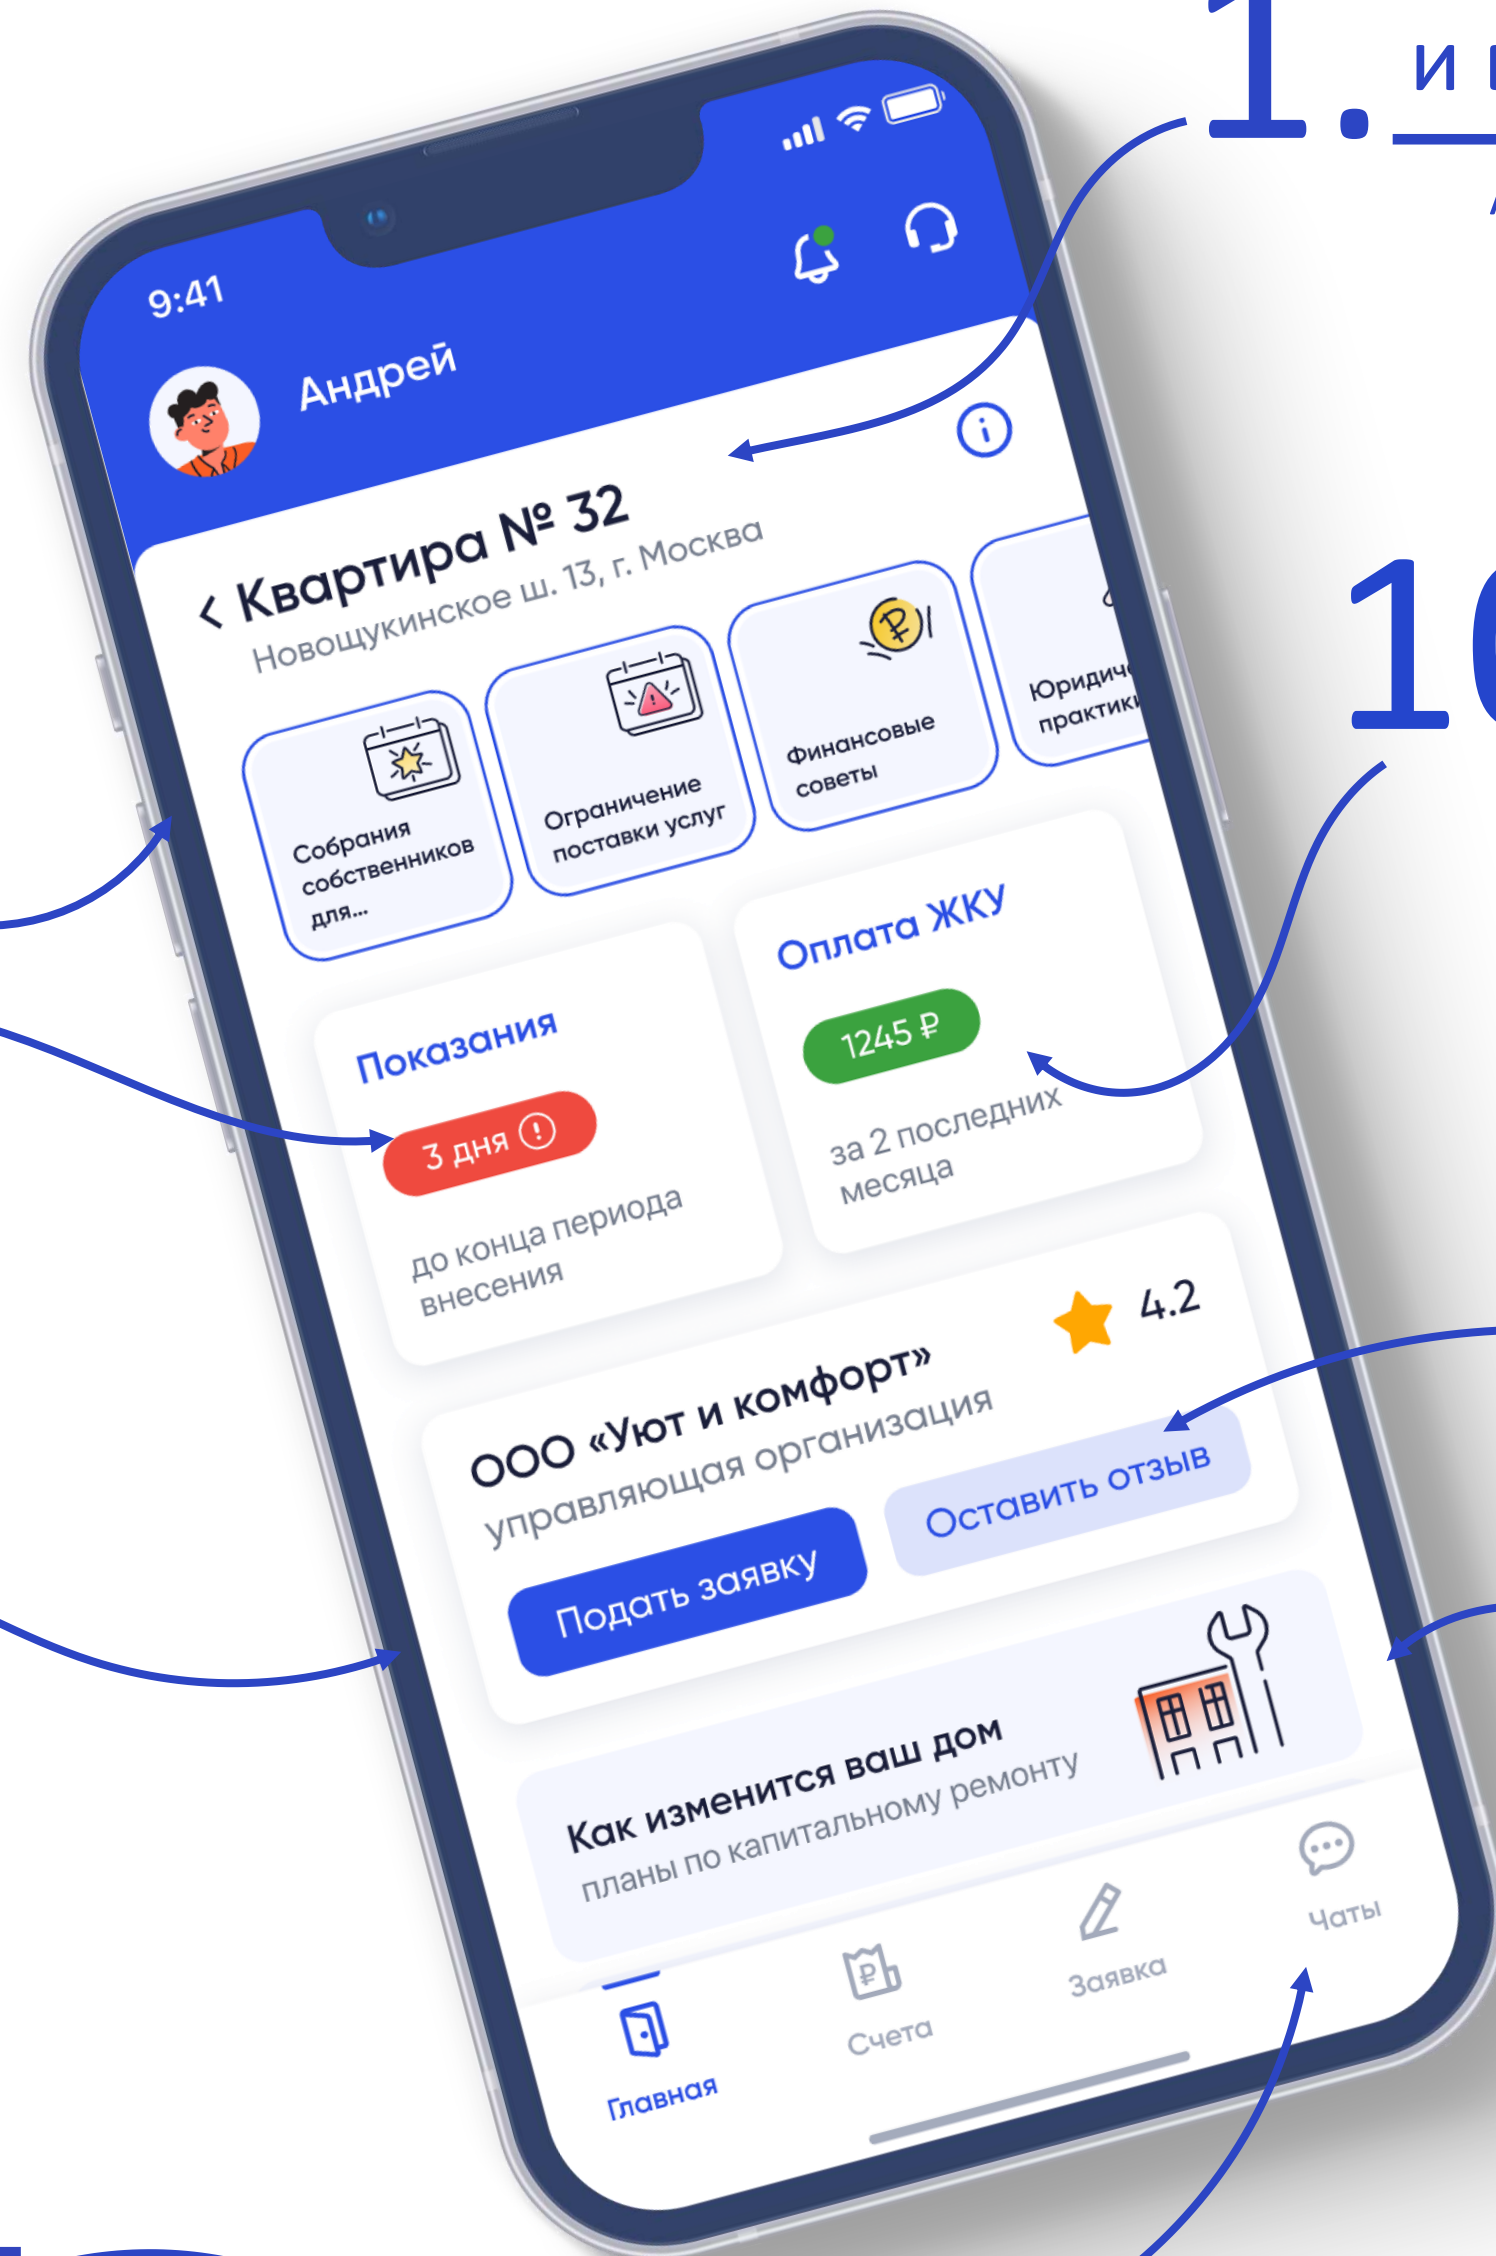 1.
и
9:41
Андрей
‹ Квартира № 32
Новощукинское ш. 13, г. Москва
Собрания
собственников
для...
Ограничение
поставки услуг
Финансовые
советы
практики
Показания
3 дня
до конца периода
внесения
Оплата ЖКУ
1245 ₽
за 2 последних
месяца
ООО «Уют и комфорт»
4.2
управляющая организация
Подать заявку
Оставить отзыв
Как изменится ваш дом
планы по капитальному ремонту
Главная
Счета
Заявка
Чаты